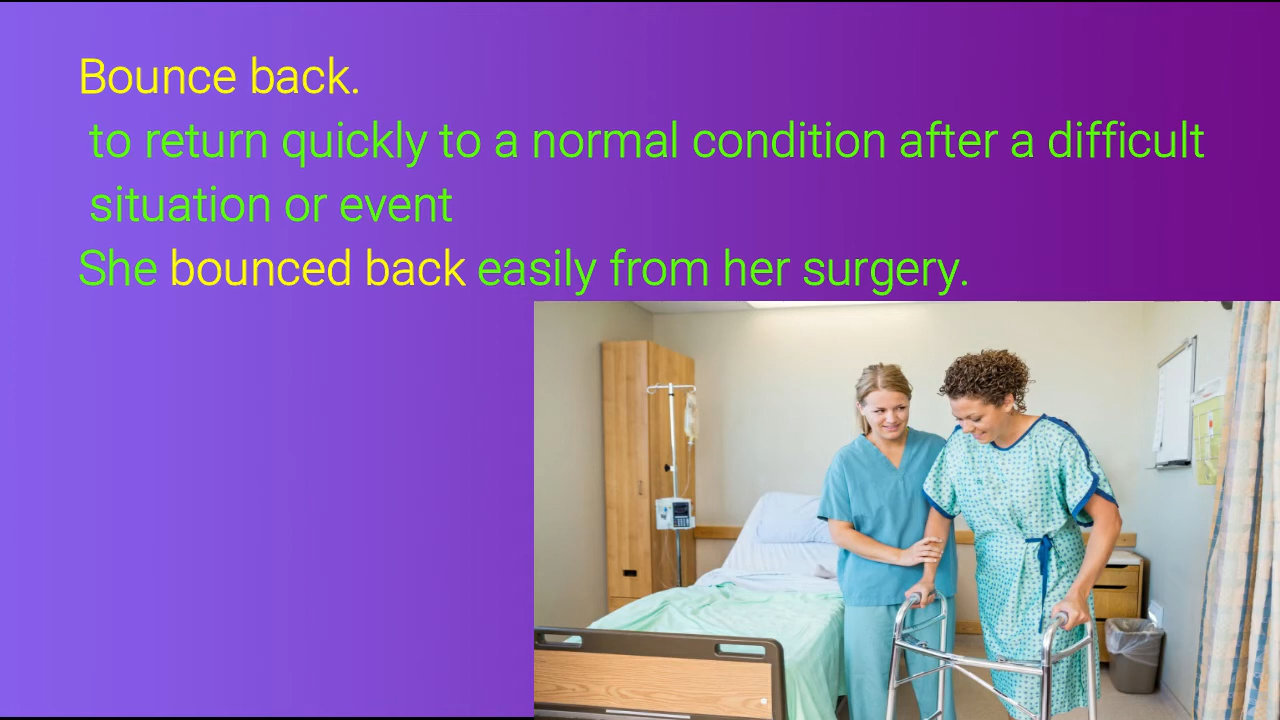 Bounce back.
to return quickly to a normal condition after a difficult
situation or event
She bounced back easily from her surgery.